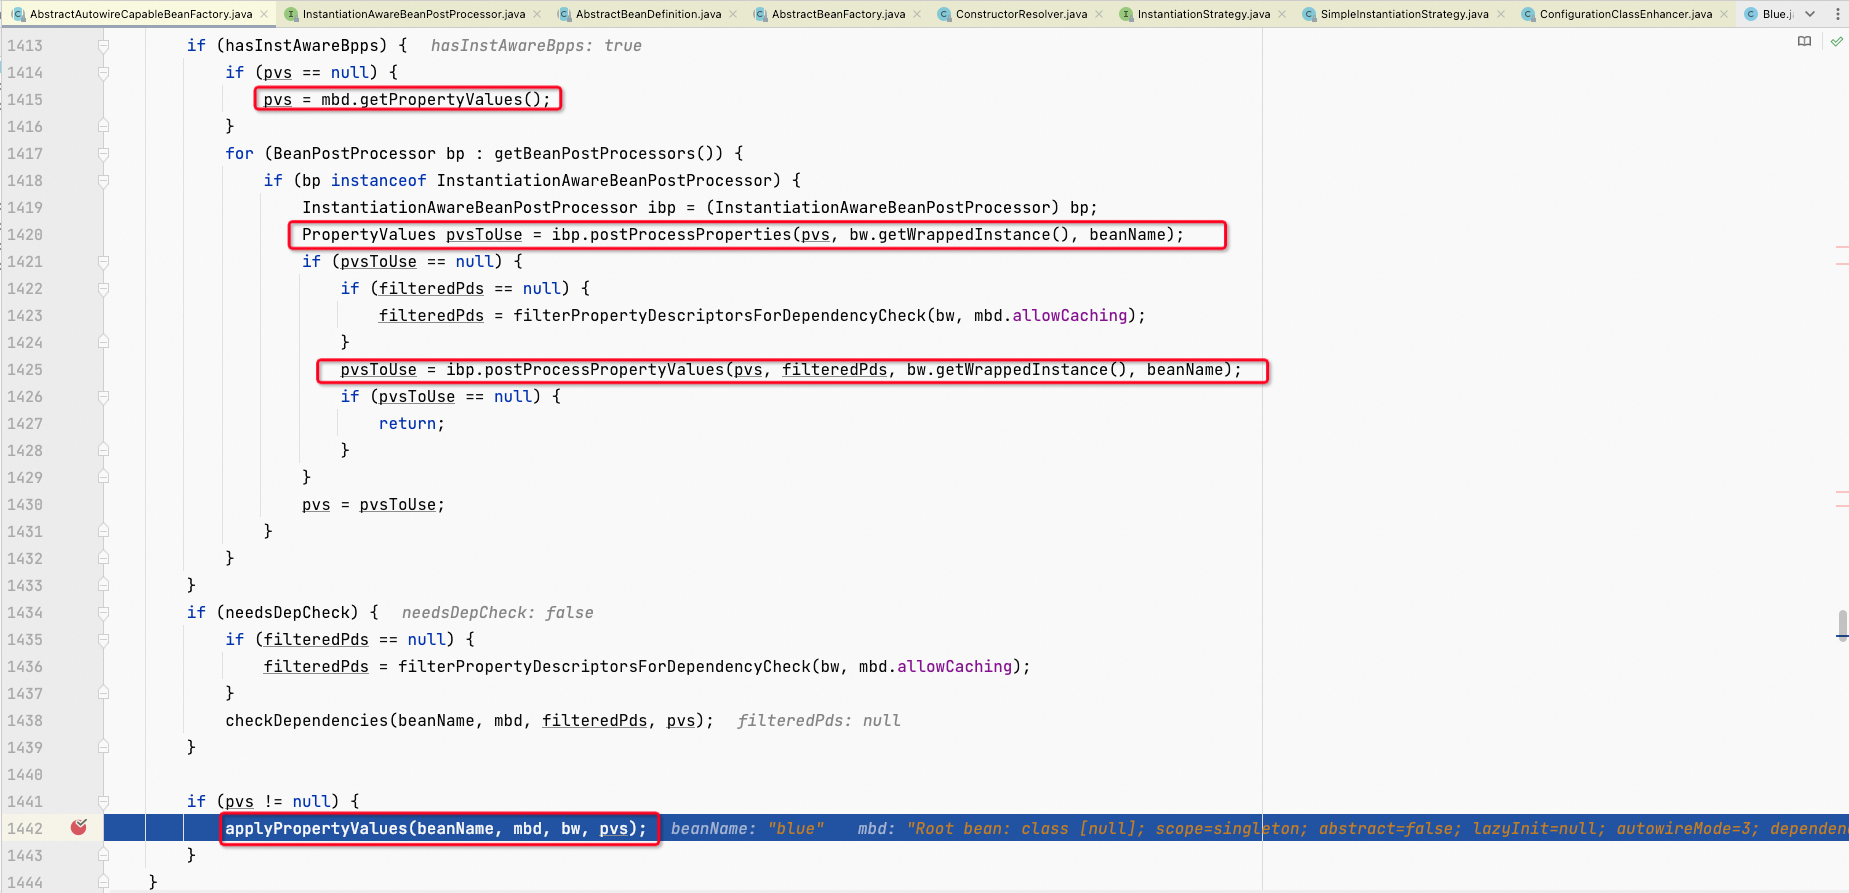 AbstractAutowireCapableBeanFactory.java InstantiationAwareBeanPostProcessor.java AbstractBeanDefinition.java AbstractBeanFactory.java ConstructorResolver.java InstantiationStrategy.java SimpleInstantiationStrategy.java ConfigurationClassEnhancer.java Blue.j
1413 if (hasInstAwareBpps) { hasInstAwareBpps: true
1414 if (pvs == null) {
1415 pvs = mbd.getPropertyValues();
1416 }
1417 for (BeanPostProcessor bp : getBeanPostProcessors()) {
1418 if (bp instanceof InstantiationAwareBeanPostProcessor) {
1419 InstantiationAwareBeanPostProcessor ibp = (InstantiationAwareBeanPostProcessor) bp;
1420 PropertyValues pvsToUse = ibp.postProcessProperties(pvs, bw.getWrappedInstance(), beanName);
1421 if (pvsToUse == null) {
1422 if (filteredPds == null) {
1423 filteredPds = filterPropertyDescriptorsForDependencyCheck(bw, mbd.allowCaching);
1424 }
1425 pvsToUse = ibp.postProcessPropertyValues(pvs, filteredPds, bw.getWrappedInstance(), beanName);
1426 if (pvsToUse == null) {
1427 return;
1428 }
1429 }
1430 pvs = pvsToUse;
1431 }
1432 }
1433 }
1434 if (needsDepCheck) { needsDepCheck: false
1435 if (filteredPds == null) {
1436 filteredPds = filterPropertyDescriptorsForDependencyCheck(bw, mbd.allowCaching);
1437 }
1438 checkDependencies(beanName, mbd, filteredPds, pvs); filteredPds: null
1439 }
1440
1441 if (pvs != null) {
1442 applyPropertyValues(beanName, mbd, bw, pvs); beanName: "blue" mbd: "Root bean: class [null]; scope=singleton; abstract=false; lazyInit=null; autowireMode=3; dependen
1443 }
1444 }